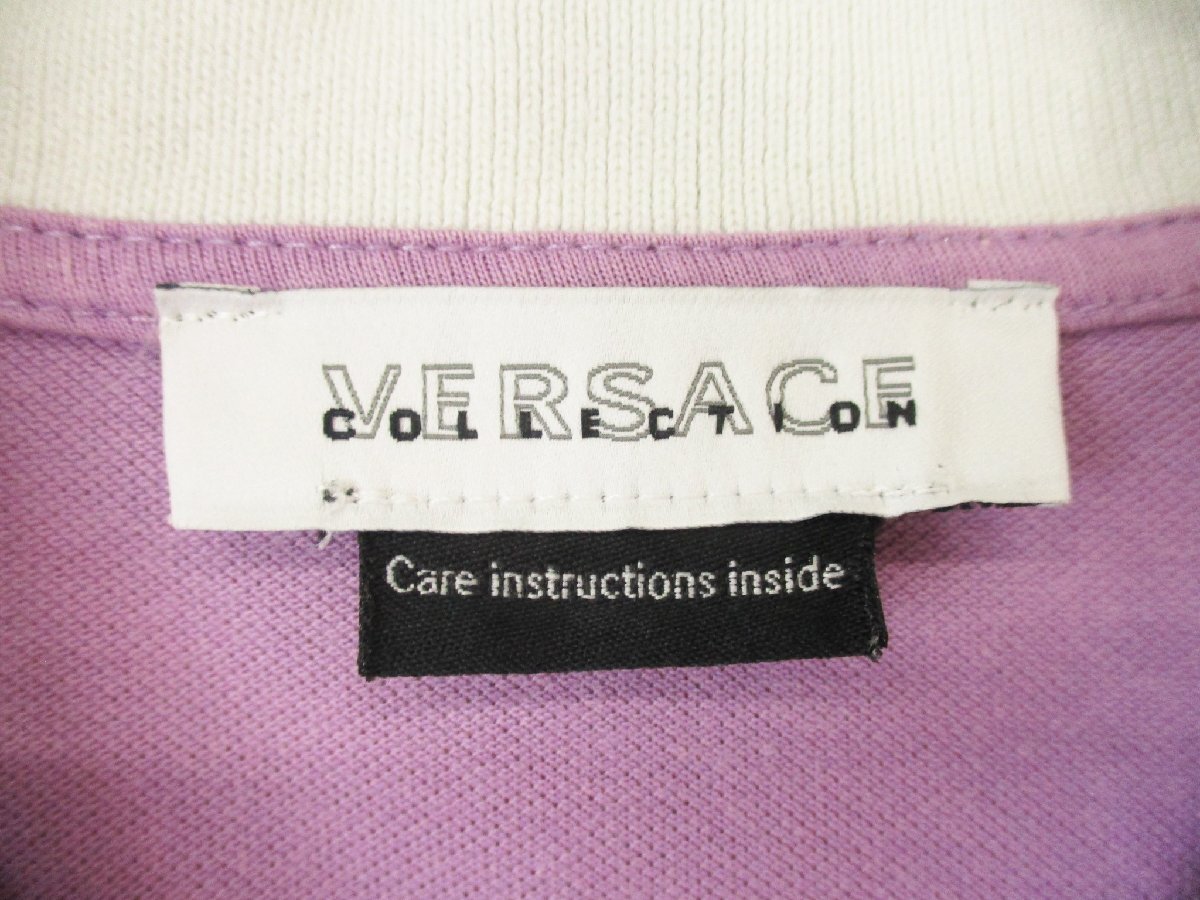 VERSACE
COLLECTION
Care instructions inside